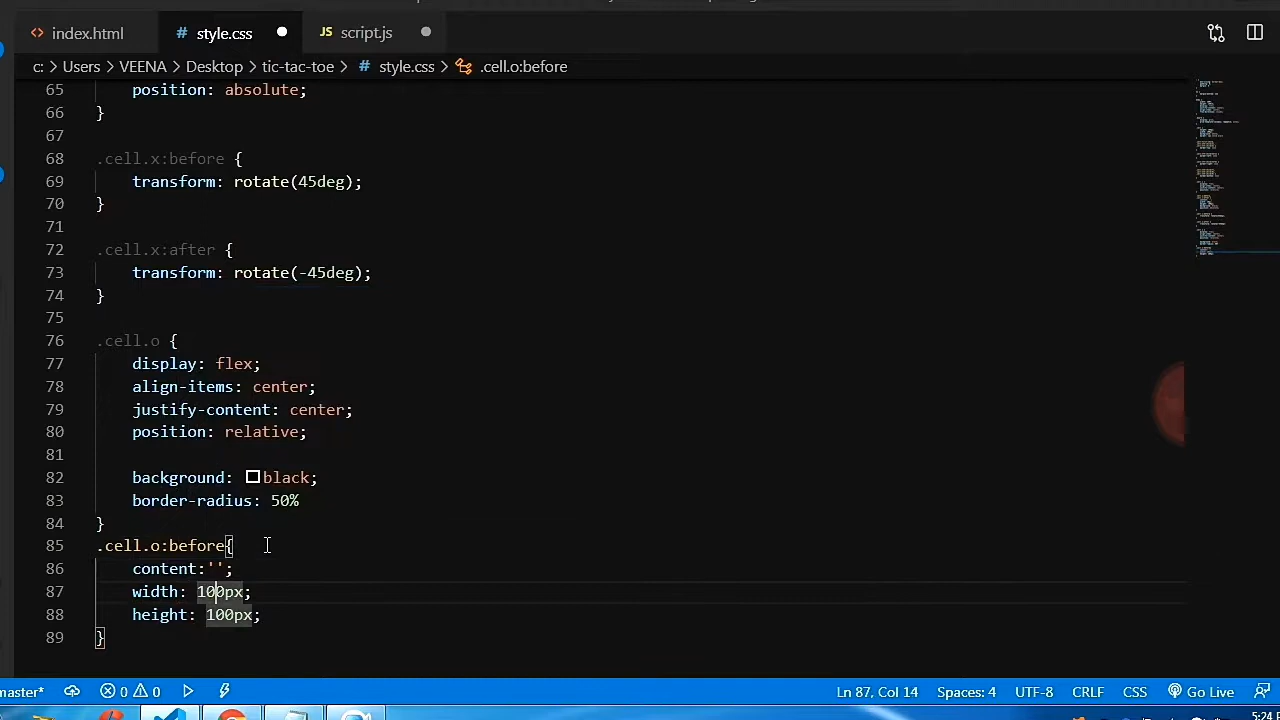 index.html
style.css
JS script.js
c: > Users > VEENA > Desktop > tic-tac-toe > # style.css > .cell.o:before
65 position: absolute;
66 }
67
68 .cell.x:before {
69 transform: rotate(45deg);
70 }
71
72 .cell.x:after {
73 transform: rotate(-45deg);
74 }
75
76 .cell.o {
77 display: flex;
78 align-items: center;
79 justify-content: center;
80 position: relative;
81
82 background: black;
83 border-radius: 50%
84 }
85 .cell.o:before{
86 content:'';
87 width: 100px;
88 height: 100px;
89 }
master* 0 0 Ln 87, Col 14 Spaces: 4 UTF-8 CRLF CSS Go Live